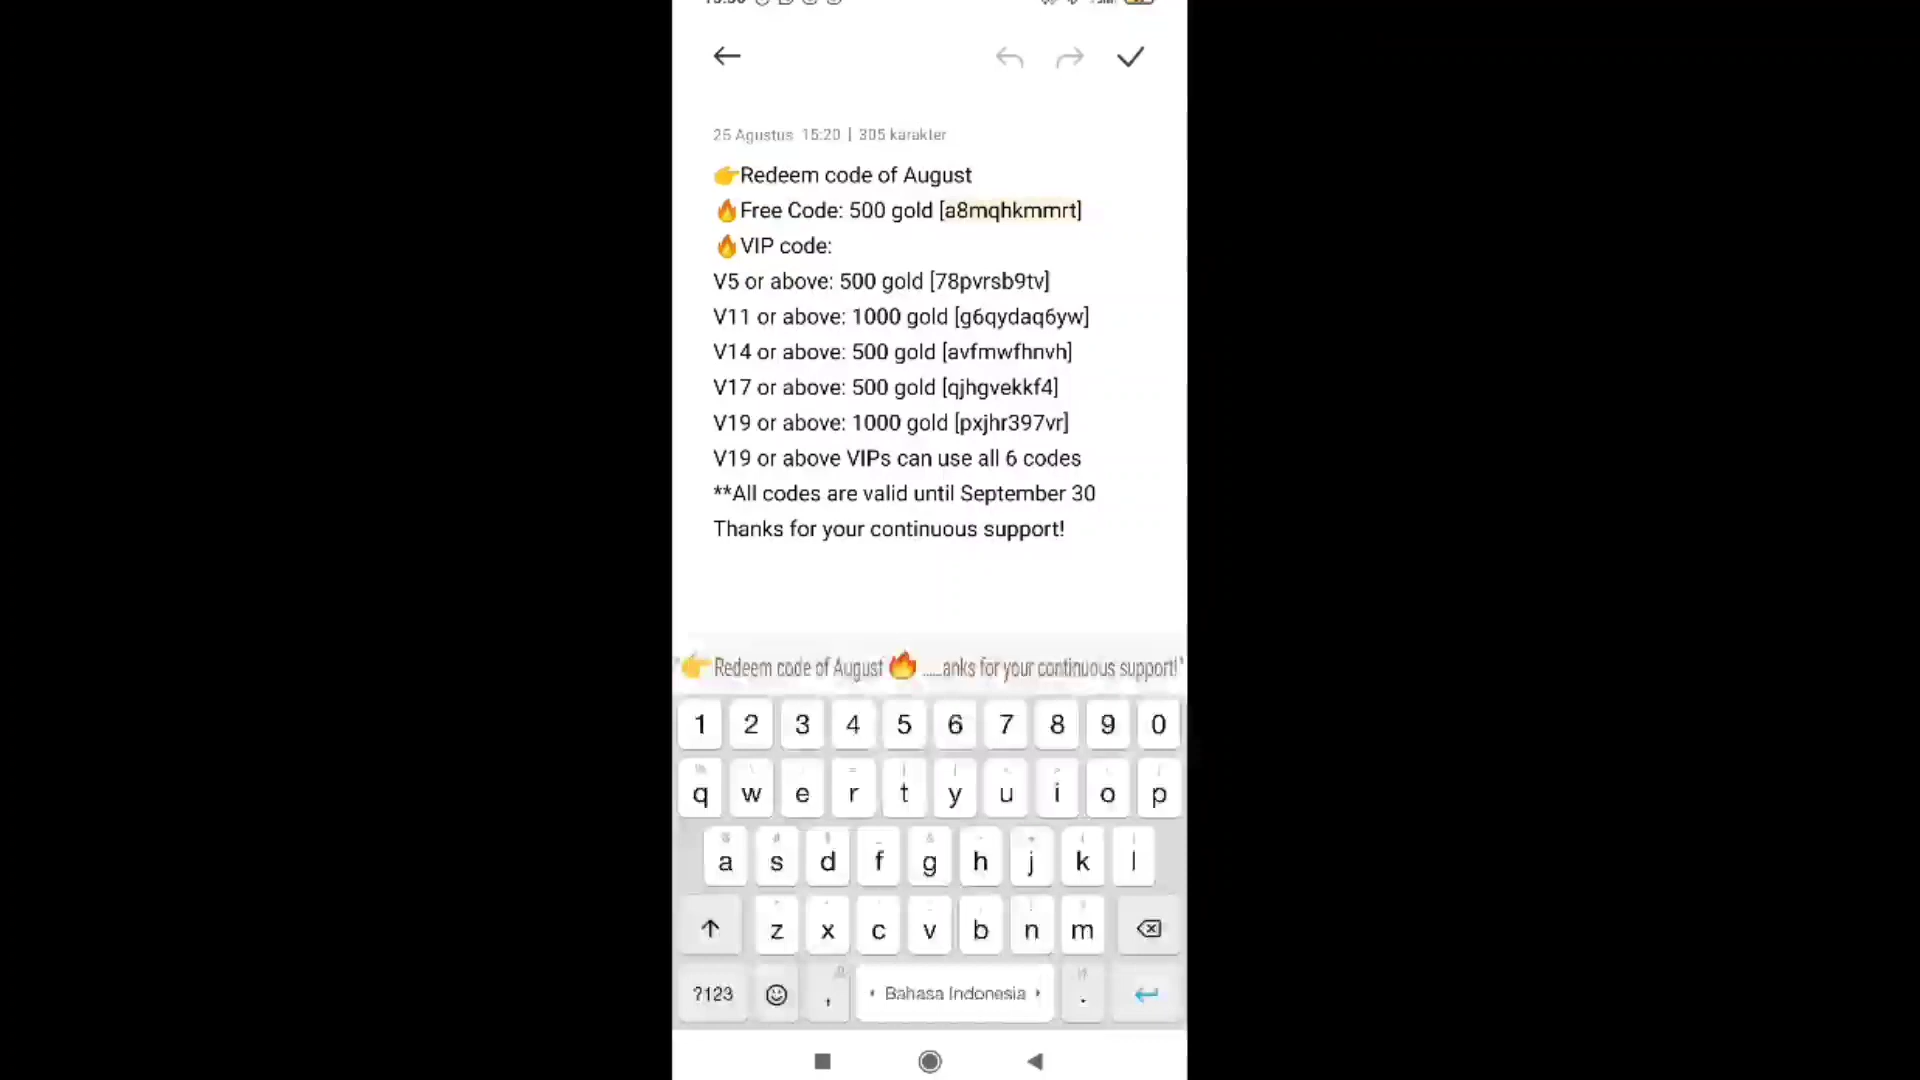 25 Agustus 15:20 | 305 karakter
👉Redeem code of August
🔥Free Code: 500 gold [a8mqhkmmrt]
🔥VIP code:
V5 or above: 500 gold [78pvrsb9tv]
V11 or above: 1000 gold [g6qydaq6yw]
V14 or above: 500 gold [avfmwfhnvh]
V17 or above: 500 gold [qjhgvekkf4]
V19 or above: 1000 gold [pxjhr397vr]
V19 or above VIPs can use all 6 codes
**All codes are valid until September 30
Thanks for your continuous support!
"👉 Redeem code of August 🔥 ......anks for your continuous support!"
1 2 3 4 5 6 7 8 9 0
q w e r t y u i o p
a s d f g h j k l
z x c v b n m
?123 , Bahasa Indonesia .